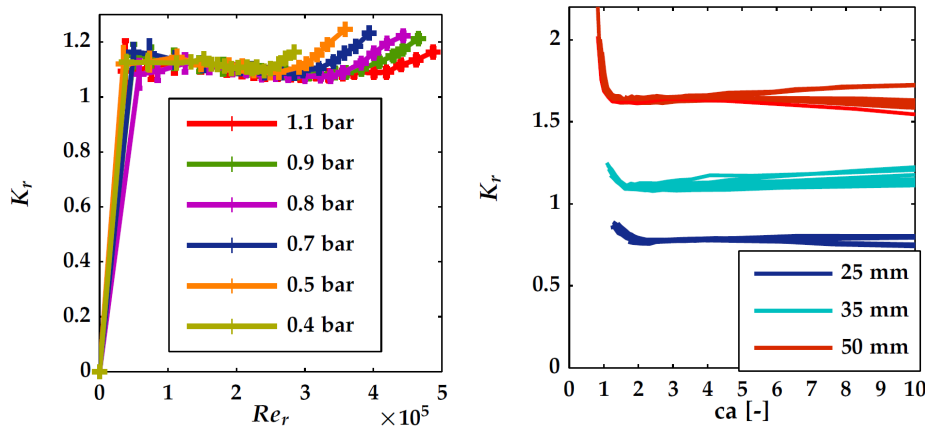 1.2
1
0.8
0.6
0.4
0.2
0
K_r
1.1 bar
0.9 bar
0.8 bar
0.7 bar
0.5 bar
0.4 bar
0 1 2 3 4 5
Re_r
×10^5
2
1.5
1
0.5
0
K_r
25 mm
35 mm
50 mm
0 1 2 3 4 5 6 7 8 9 10
ca [-]